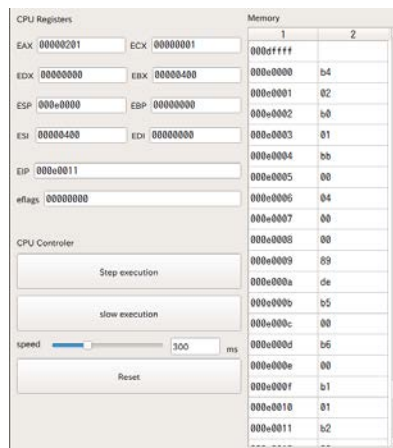 CPU Registers
EAX 00000201 ECX 00000001
EDX 00000000 EBX 00000400
ESP 000e0000 EBP 00000000
ESI 00000400 EDI 00000000
EIP 000e0011
eflags 00000000
CPU Controler
Step execution
slow execution
speed 300 ms
Reset
Memory
1 2
000dffff
000e0000 b4
000e0001 02
000e0002 b0
000e0003 01
000e0004 bb
000e0005 00
000e0006 04
000e0007 00
000e0008 00
000e0009 89
000e000a de
000e000b b5
000e000c 00
000e000d b6
000e000e 00
000e000f b1
000e0010 01
000e0011 b2